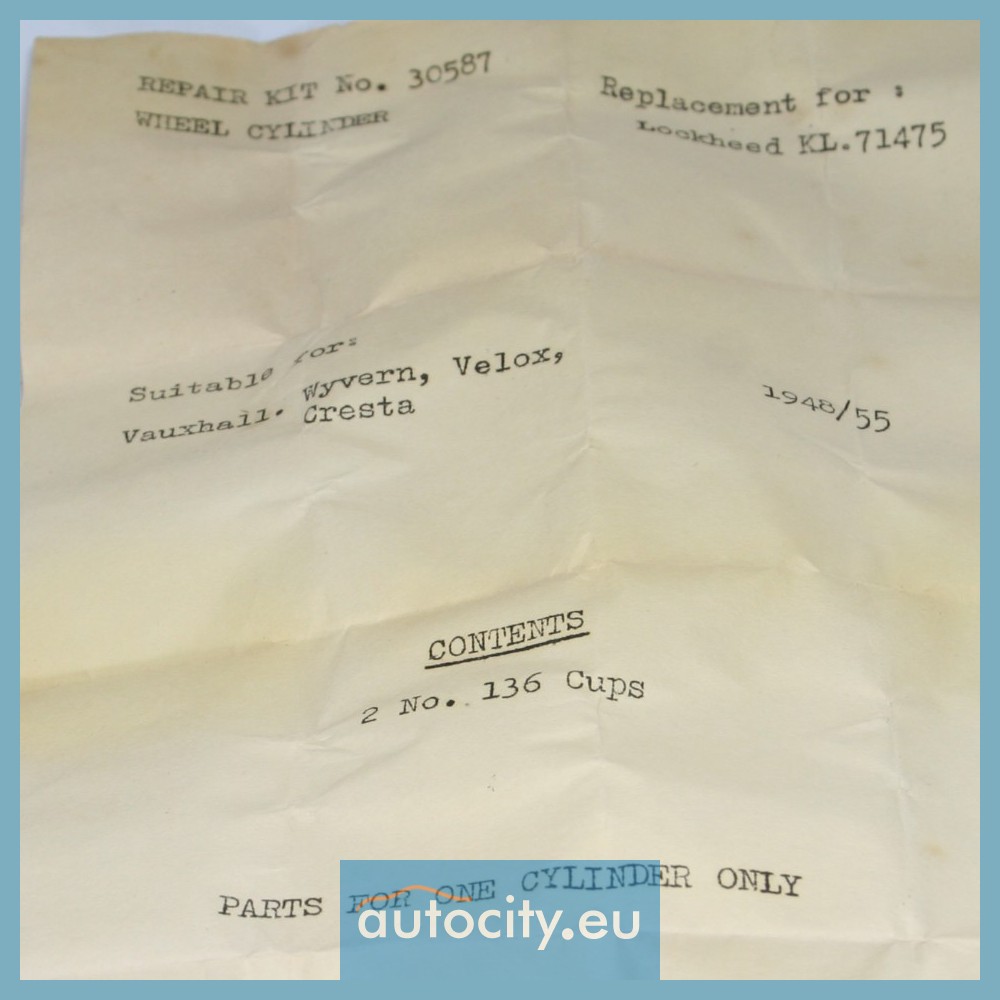 REPAIR KIT No. 30587
WHEEL CYLINDER
Replacement for :
Lockheed KL.71475
Suitable for:
Vauxhall. Wyvern, Velox,
Cresta
1948/55
CONTENTS
2 No. 136 Cups
PARTS FOR ONE CYLINDER ONLY
autocity.eu